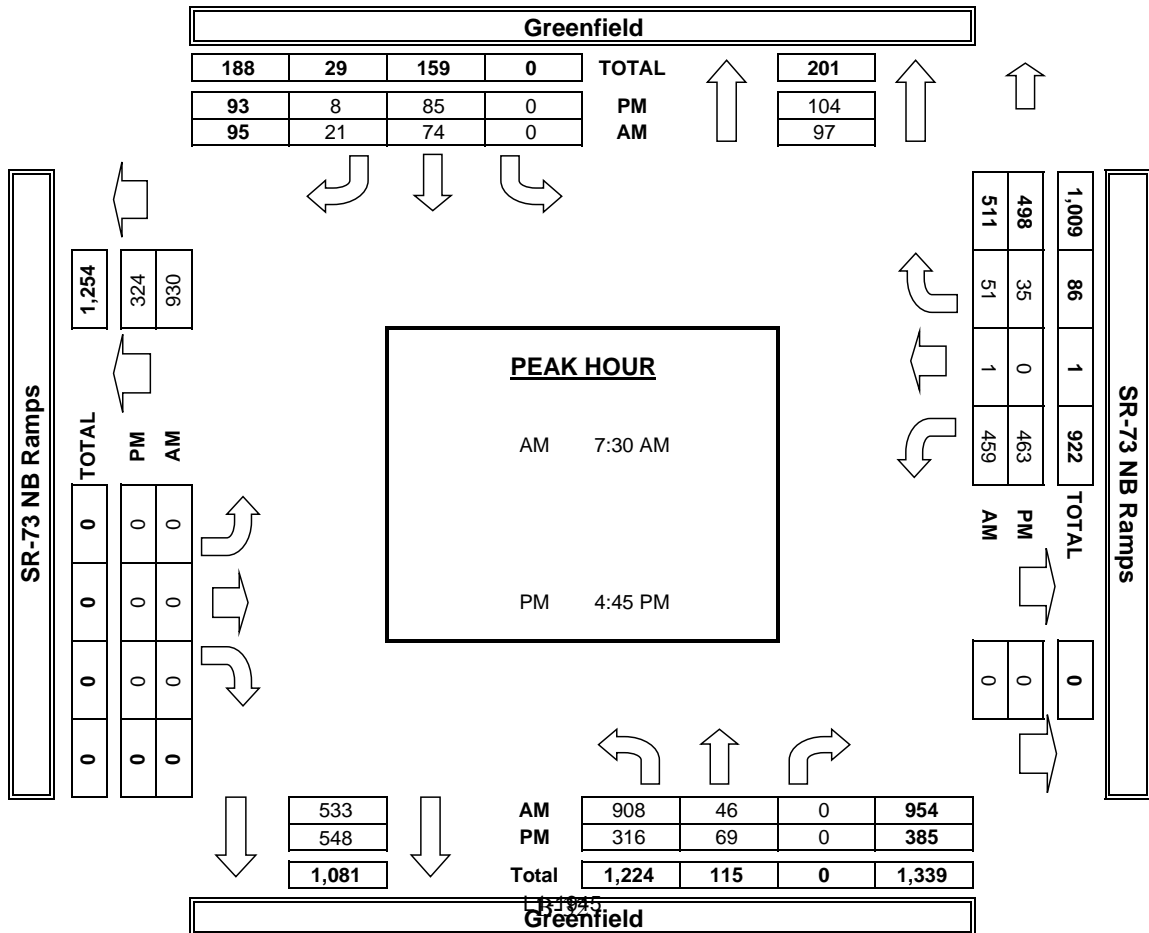 Greenfield
188 29 159 0 TOTAL 201
93 8 85 0 PM 104
95 21 74 0 AM 97
SR-73 NB Ramps
1,254
324
930
TOTAL
PM
AM
0 0 0 0
0 0 0 0
0 0 0 0
PEAK HOUR
AM 7:30 AM
PM 4:45 PM
1,009 86 1 922 TOTAL
498 35 0 463 PM
511 51 1 459 AM
0
0
0
SR-73 NB Ramps
533 AM 908 46 0 954
548 PM 316 69 0 385
1,081 Total 1,224 115 0 1,339
Greenfield